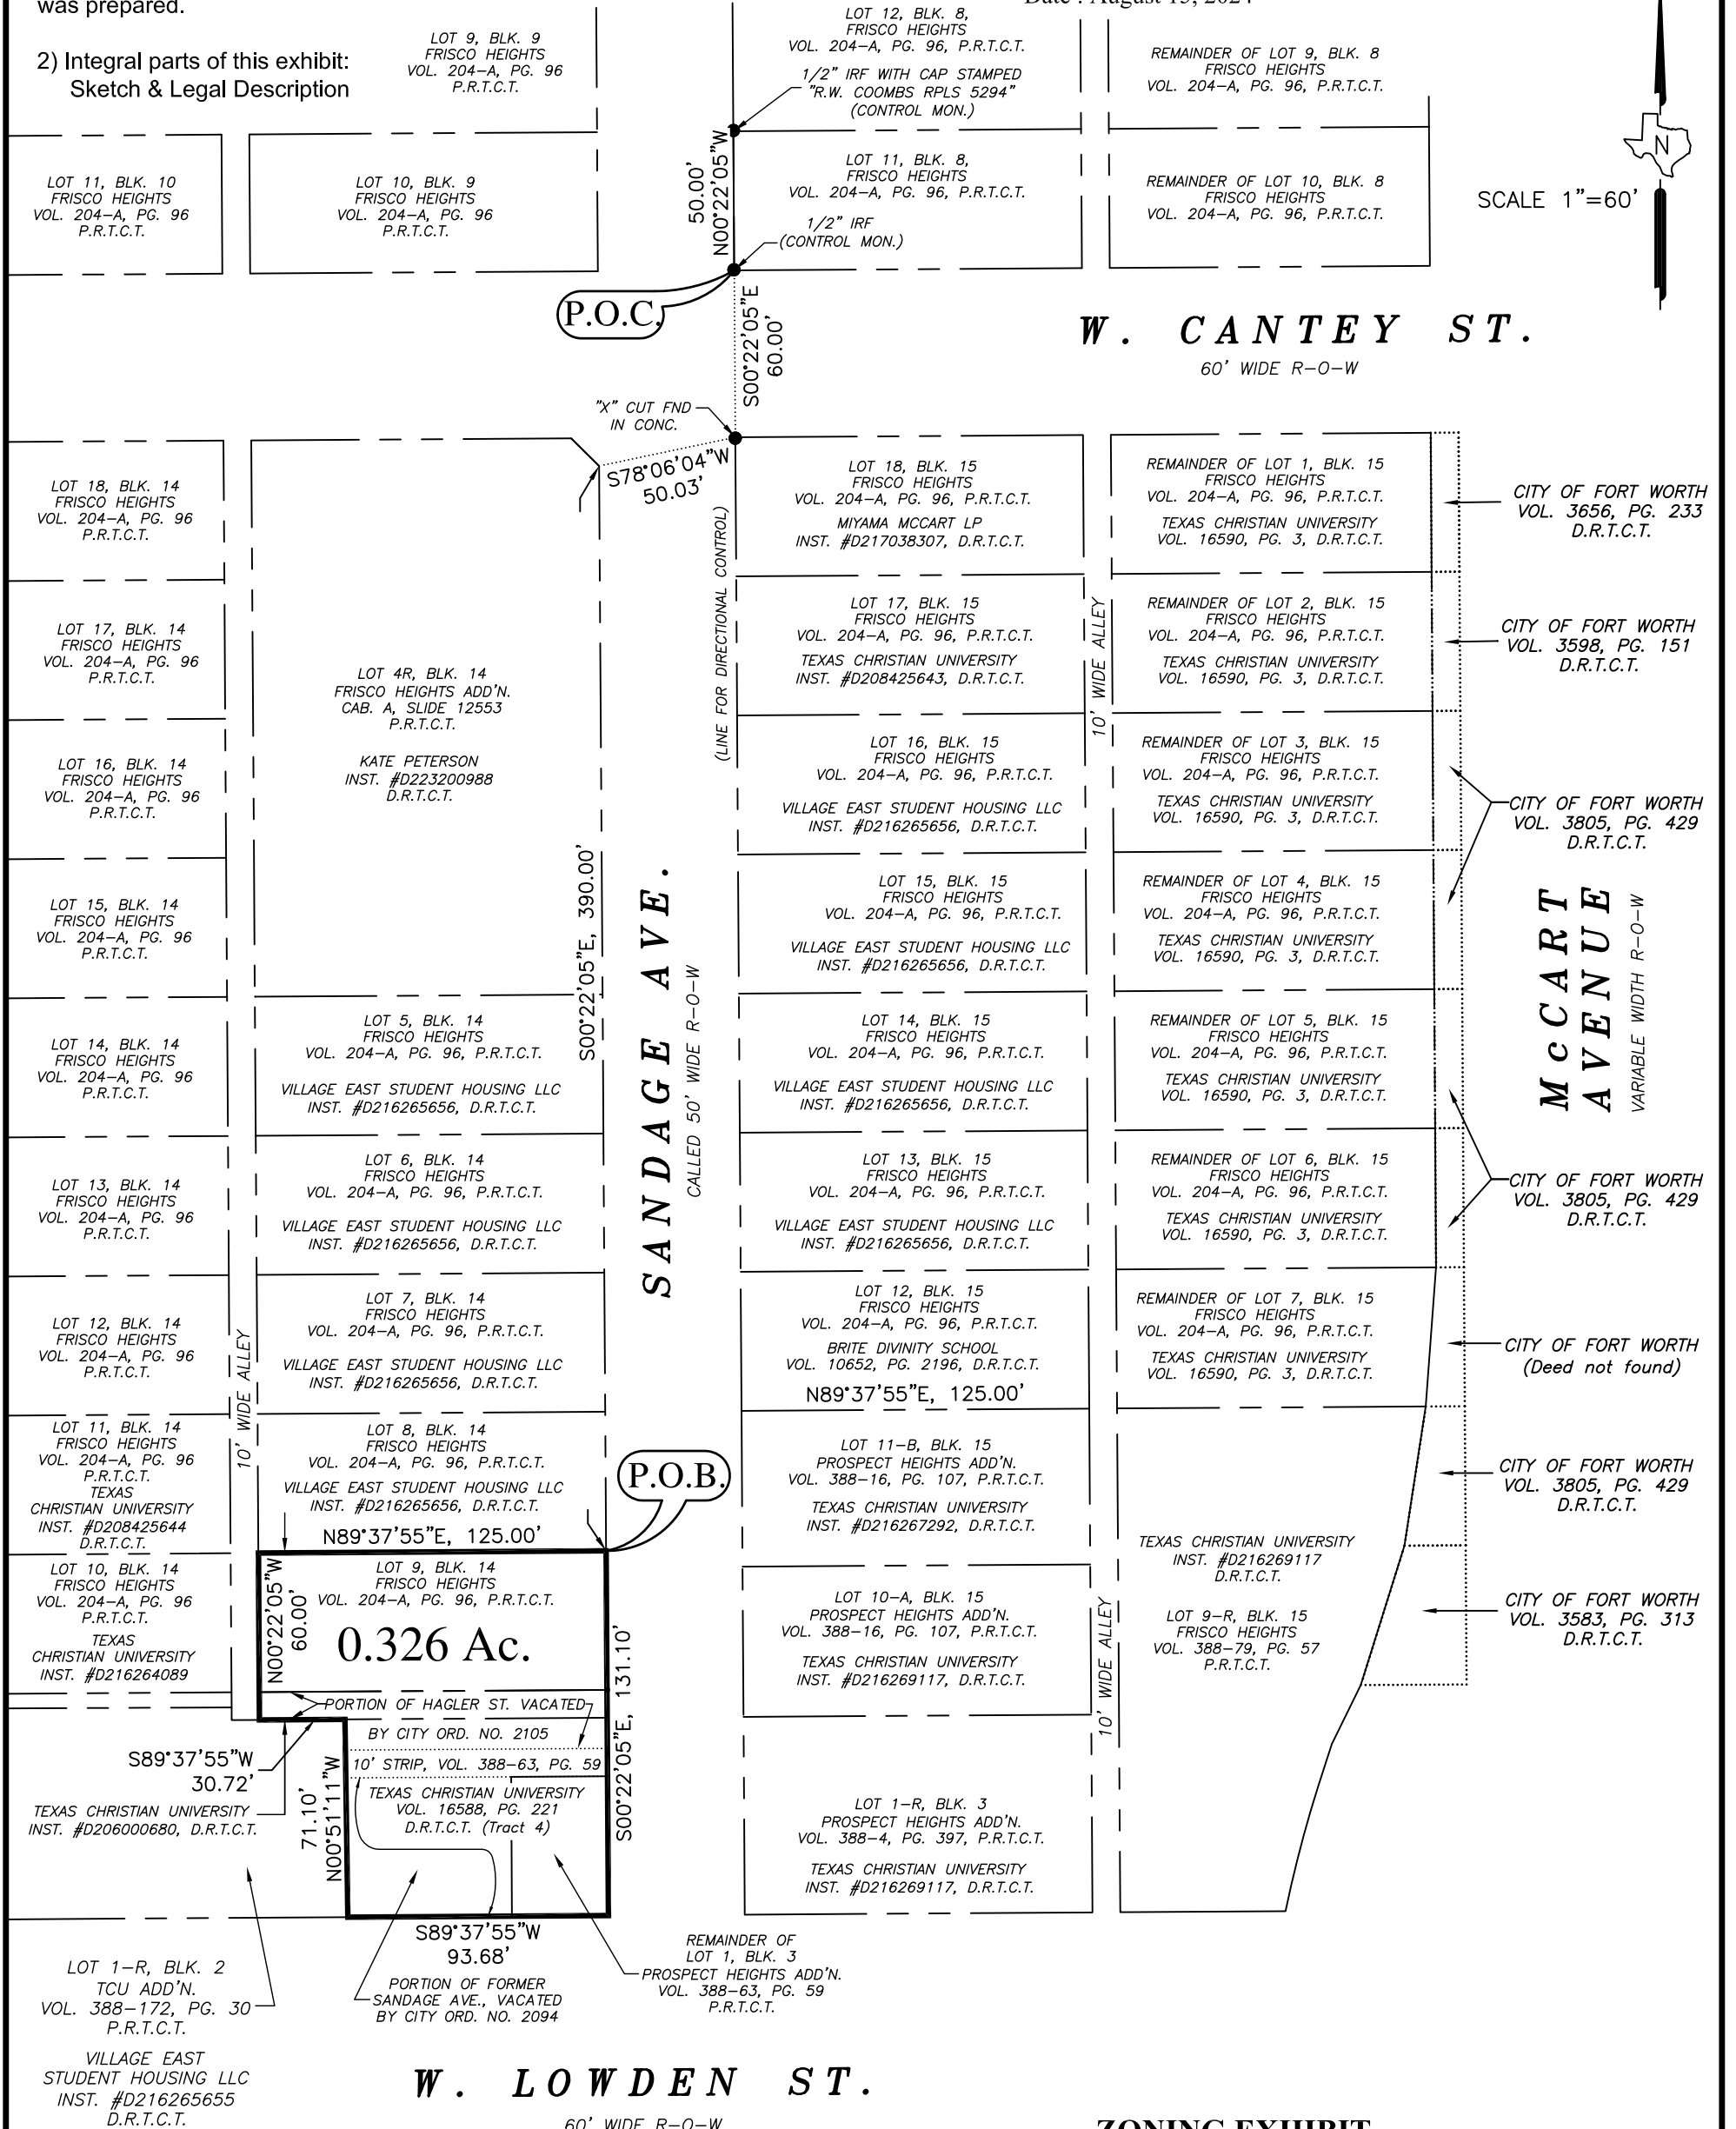 was prepared.
2) Integral parts of this exhibit:
Sketch & Legal Description
LOT 9, BLK. 9
FRISCO HEIGHTS
VOL. 204-A, PG. 96
P.R.T.C.T.
LOT 12, BLK. 8,
FRISCO HEIGHTS
VOL. 204-A, PG. 96, P.R.T.C.T.
1/2" IRF WITH CAP STAMPED
"R.W. COOMBS RPLS 5294"
(CONTROL MON.)
Date : August 15, 2024
REMAINDER OF LOT 9, BLK. 8
FRISCO HEIGHTS
VOL. 204-A, PG. 96, P.R.T.C.T.
N
SCALE 1"=60'
LOT 11, BLK. 10
FRISCO HEIGHTS
VOL. 204-A, PG. 96
P.R.T.C.T.
LOT 10, BLK. 9
FRISCO HEIGHTS
VOL. 204-A, PG. 96
P.R.T.C.T.
50.00'
N00°22'05"W
LOT 11, BLK. 8,
FRISCO HEIGHTS
VOL. 204-A, PG. 96, P.R.T.C.T.
1/2" IRF
(CONTROL MON.)
REMAINDER OF LOT 10, BLK. 8
FRISCO HEIGHTS
VOL. 204-A, PG. 96, P.R.T.C.T.
P.O.C.
S00°22'05"E
60.00'
W. CANTEY ST.
60' WIDE R-O-W
"X" CUT FND
IN CONC.
S78°06'04"W
50.03'
(LINE FOR DIRECTIONAL CONTROL)
LOT 18, BLK. 14
FRISCO HEIGHTS
VOL. 204-A, PG. 96
P.R.T.C.T.
LOT 17, BLK. 14
FRISCO HEIGHTS
VOL. 204-A, PG. 96
P.R.T.C.T.
LOT 16, BLK. 14
FRISCO HEIGHTS
VOL. 204-A, PG. 96
P.R.T.C.T.
LOT 15, BLK. 14
FRISCO HEIGHTS
VOL. 204-A, PG. 96
P.R.T.C.T.
LOT 14, BLK. 14
FRISCO HEIGHTS
VOL. 204-A, PG. 96
P.R.T.C.T.
LOT 13, BLK. 14
FRISCO HEIGHTS
VOL. 204-A, PG. 96
P.R.T.C.T.
LOT 12, BLK. 14
FRISCO HEIGHTS
VOL. 204-A, PG. 96
P.R.T.C.T.
LOT 11, BLK. 14
FRISCO HEIGHTS
VOL. 204-A, PG. 96
P.R.T.C.T.
TEXAS
CHRISTIAN UNIVERSITY
INST. #D208425644
D.R.T.C.T.
LOT 10, BLK. 14
FRISCO HEIGHTS
VOL. 204-A, PG. 96
P.R.T.C.T.
TEXAS
CHRISTIAN UNIVERSITY
INST. #D216264089
10' WIDE ALLEY
LOT 4R, BLK. 14
FRISCO HEIGHTS ADD'N.
CAB. A, SLIDE 12553
P.R.T.C.T.
KATE PETERSON
INST. #D223200988
D.R.T.C.T.
S00°22'05"E, 390.00'
LOT 5, BLK. 14
FRISCO HEIGHTS
VOL. 204-A, PG. 96, P.R.T.C.T.
VILLAGE EAST STUDENT HOUSING LLC
INST. #D216265656, D.R.T.C.T.
LOT 6, BLK. 14
FRISCO HEIGHTS
VOL. 204-A, PG. 96, P.R.T.C.T.
VILLAGE EAST STUDENT HOUSING LLC
INST. #D216265656, D.R.T.C.T.
LOT 7, BLK. 14
FRISCO HEIGHTS
VOL. 204-A, PG. 96, P.R.T.C.T.
VILLAGE EAST STUDENT HOUSING LLC
INST. #D216265656, D.R.T.C.T.
LOT 8, BLK. 14
FRISCO HEIGHTS
VOL. 204-A, PG. 96, P.R.T.C.T.
VILLAGE EAST STUDENT HOUSING LLC
INST. #D216265656, D.R.T.C.T.
N89°37'55"E, 125.00'
P.O.B.
SANDAGE AVE.
CALLED 50' WIDE R-O-W
LOT 18, BLK. 15
FRISCO HEIGHTS
VOL. 204-A, PG. 96, P.R.T.C.T.
MIYAMA MCCART LP
INST. #D217038307, D.R.T.C.T.
LOT 17, BLK. 15
FRISCO HEIGHTS
VOL. 204-A, PG. 96, P.R.T.C.T.
TEXAS CHRISTIAN UNIVERSITY
INST. #D208425643, D.R.T.C.T.
LOT 16, BLK. 15
FRISCO HEIGHTS
VOL. 204-A, PG. 96, P.R.T.C.T.
VILLAGE EAST STUDENT HOUSING LLC
INST. #D216265656, D.R.T.C.T.
LOT 15, BLK. 15
FRISCO HEIGHTS
VOL. 204-A, PG. 96, P.R.T.C.T.
VILLAGE EAST STUDENT HOUSING LLC
INST. #D216265656, D.R.T.C.T.
LOT 14, BLK. 15
FRISCO HEIGHTS
VOL. 204-A, PG. 96, P.R.T.C.T.
VILLAGE EAST STUDENT HOUSING LLC
INST. #D216265656, D.R.T.C.T.
LOT 13, BLK. 15
FRISCO HEIGHTS
VOL. 204-A, PG. 96, P.R.T.C.T.
VILLAGE EAST STUDENT HOUSING LLC
INST. #D216265656, D.R.T.C.T.
LOT 12, BLK. 15
FRISCO HEIGHTS
VOL. 204-A, PG. 96, P.R.T.C.T.
BRITE DIVINITY SCHOOL
VOL. 10652, PG. 2196, D.R.T.C.T.
N89°37'55"E, 125.00'
LOT 11-B, BLK. 15
PROSPECT HEIGHTS ADD'N.
VOL. 388-16, PG. 107, P.R.T.C.T.
TEXAS CHRISTIAN UNIVERSITY
INST. #D216267292, D.R.T.C.T.
LOT 10-A, BLK. 15
PROSPECT HEIGHTS ADD'N.
VOL. 388-16, PG. 107, P.R.T.C.T.
TEXAS CHRISTIAN UNIVERSITY
INST. #D216269117, D.R.T.C.T.
LOT 1-R, BLK. 3
PROSPECT HEIGHTS ADD'N.
VOL. 388-4, PG. 397, P.R.T.C.T.
TEXAS CHRISTIAN UNIVERSITY
INST. #D216269117, D.R.T.C.T.
10' WIDE ALLEY
10' WIDE ALLEY
REMAINDER OF LOT 1, BLK. 15
FRISCO HEIGHTS
VOL. 204-A, PG. 96, P.R.T.C.T.
TEXAS CHRISTIAN UNIVERSITY
VOL. 16590, PG. 3, D.R.T.C.T.
REMAINDER OF LOT 2, BLK. 15
FRISCO HEIGHTS
VOL. 204-A, PG. 96, P.R.T.C.T.
TEXAS CHRISTIAN UNIVERSITY
VOL. 16590, PG. 3, D.R.T.C.T.
REMAINDER OF LOT 3, BLK. 15
FRISCO HEIGHTS
VOL. 204-A, PG. 96, P.R.T.C.T.
TEXAS CHRISTIAN UNIVERSITY
VOL. 16590, PG. 3, D.R.T.C.T.
REMAINDER OF LOT 4, BLK. 15
FRISCO HEIGHTS
VOL. 204-A, PG. 96, P.R.T.C.T.
TEXAS CHRISTIAN UNIVERSITY
VOL. 16590, PG. 3, D.R.T.C.T.
REMAINDER OF LOT 5, BLK. 15
FRISCO HEIGHTS
VOL. 204-A, PG. 96, P.R.T.C.T.
TEXAS CHRISTIAN UNIVERSITY
VOL. 16590, PG. 3, D.R.T.C.T.
REMAINDER OF LOT 6, BLK. 15
FRISCO HEIGHTS
VOL. 204-A, PG. 96, P.R.T.C.T.
TEXAS CHRISTIAN UNIVERSITY
VOL. 16590, PG. 3, D.R.T.C.T.
REMAINDER OF LOT 7, BLK. 15
FRISCO HEIGHTS
VOL. 204-A, PG. 96, P.R.T.C.T.
TEXAS CHRISTIAN UNIVERSITY
VOL. 16590, PG. 3, D.R.T.C.T.
TEXAS CHRISTIAN UNIVERSITY
INST. #D216269117
D.R.T.C.T.
LOT 9-R, BLK. 15
FRISCO HEIGHTS
VOL. 388-79, PG. 57
P.R.T.C.T.
CITY OF FORT WORTH
VOL. 3656, PG. 233
D.R.T.C.T.
CITY OF FORT WORTH
VOL. 3598, PG. 151
D.R.T.C.T.
CITY OF FORT WORTH
VOL. 3805, PG. 429
D.R.T.C.T.
McCART
AVENUE
VARIABLE WIDTH R-O-W
CITY OF FORT WORTH
VOL. 3805, PG. 429
D.R.T.C.T.
CITY OF FORT WORTH
(Deed not found)
CITY OF FORT WORTH
VOL. 3805, PG. 429
D.R.T.C.T.
CITY OF FORT WORTH
VOL. 3583, PG. 313
D.R.T.C.T.
N00°22'05"W
60.00'
LOT 9, BLK. 14
FRISCO HEIGHTS
VOL. 204-A, PG. 96, P.R.T.C.T.
0.326 Ac.
S00°22'05"E, 131.10'
PORTION OF HAGLER ST. VACATED
BY CITY ORD. NO. 2105
10' STRIP, VOL. 388-63, PG. 59
TEXAS CHRISTIAN UNIVERSITY
VOL. 16588, PG. 221
D.R.T.C.T. (Tract 4)
S89°37'55"W
30.72'
TEXAS CHRISTIAN UNIVERSITY
INST. #D206000680, D.R.T.C.T.
71.10'
N00°51'11"W
S89°37'55"W
93.68'
PORTION OF FORMER
SANDAGE AVE., VACATED
BY CITY ORD. NO. 2094
REMAINDER OF
LOT 1, BLK. 3
PROSPECT HEIGHTS ADD'N.
VOL. 388-63, PG. 59
P.R.T.C.T.
LOT 1-R, BLK. 2
TCU ADD'N.
VOL. 388-172, PG. 30
P.R.T.C.T.
VILLAGE EAST
STUDENT HOUSING LLC
INST. #D216265655
D.R.T.C.T.
W. LOWDEN ST.
60' WIDE R-O-W
ZONING EXHIBIT